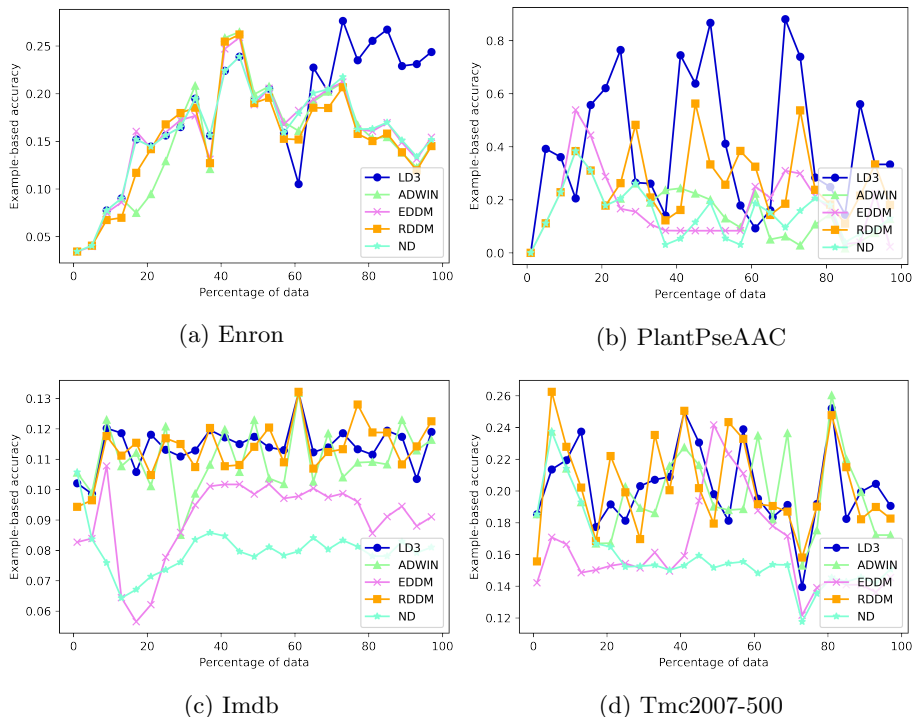 Example-based accuracy
0.25
0.20
0.15
0.10
0.05
0
20
40
60
80
100
Percentage of data
LD3
ADWIN
EDDM
RDDM
ND
(a) Enron
Example-based accuracy
0.8
0.6
0.4
0.2
0.0
0
20
40
60
80
100
Percentage of data
LD3
ADWIN
EDDM
RDDM
ND
(b) PlantPseAAC
Example-based accuracy
0.13
0.12
0.11
0.10
0.09
0.08
0.07
0.06
0
20
40
60
80
100
Percentage of data
LD3
ADWIN
EDDM
RDDM
ND
(c) Imdb
Example-based accuracy
0.26
0.24
0.22
0.20
0.18
0.16
0.14
0.12
0
20
40
60
80
100
Percentage of data
LD3
ADWIN
EDDM
RDDM
ND
(d) Tmc2007-500